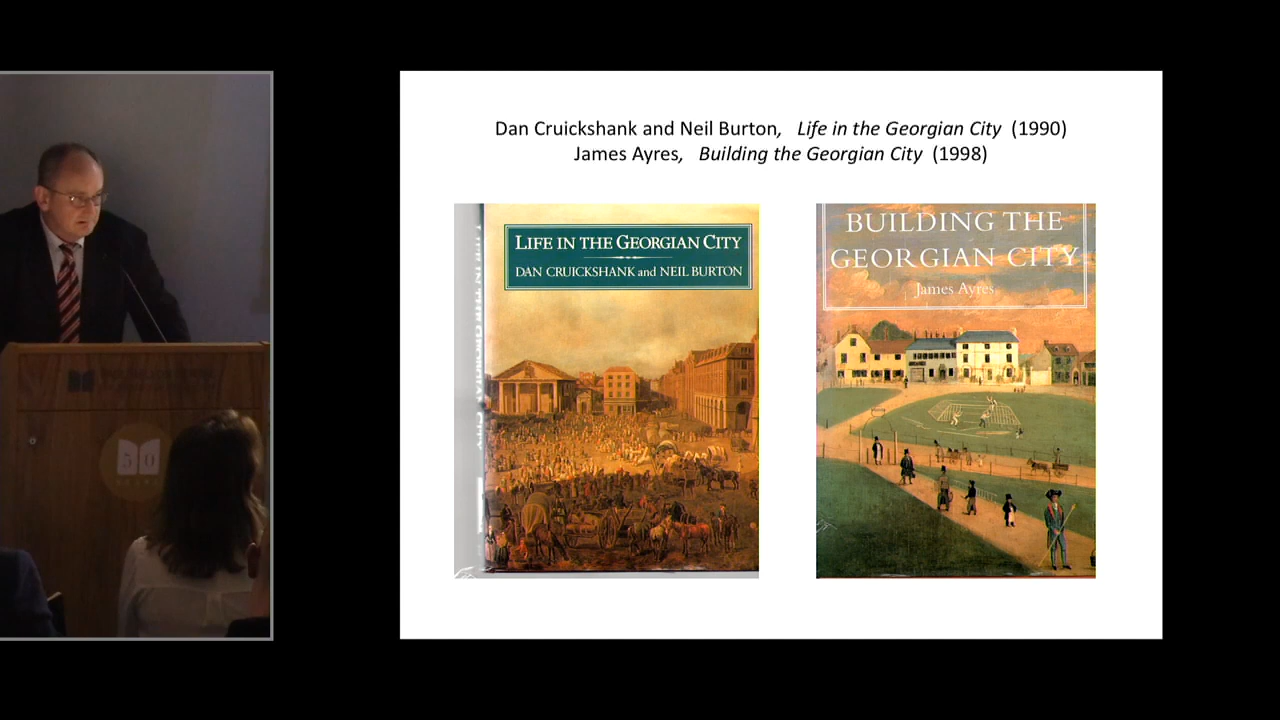 Dan Cruickshank and Neil Burton, Life in the Georgian City (1990)
James Ayres, Building the Georgian City (1998)
LIFE IN THE GEORGIAN CITY
DAN CRUICKSHANK and NEIL BURTON
BUILDING THE
GEORGIAN CITY
James Ayres
50